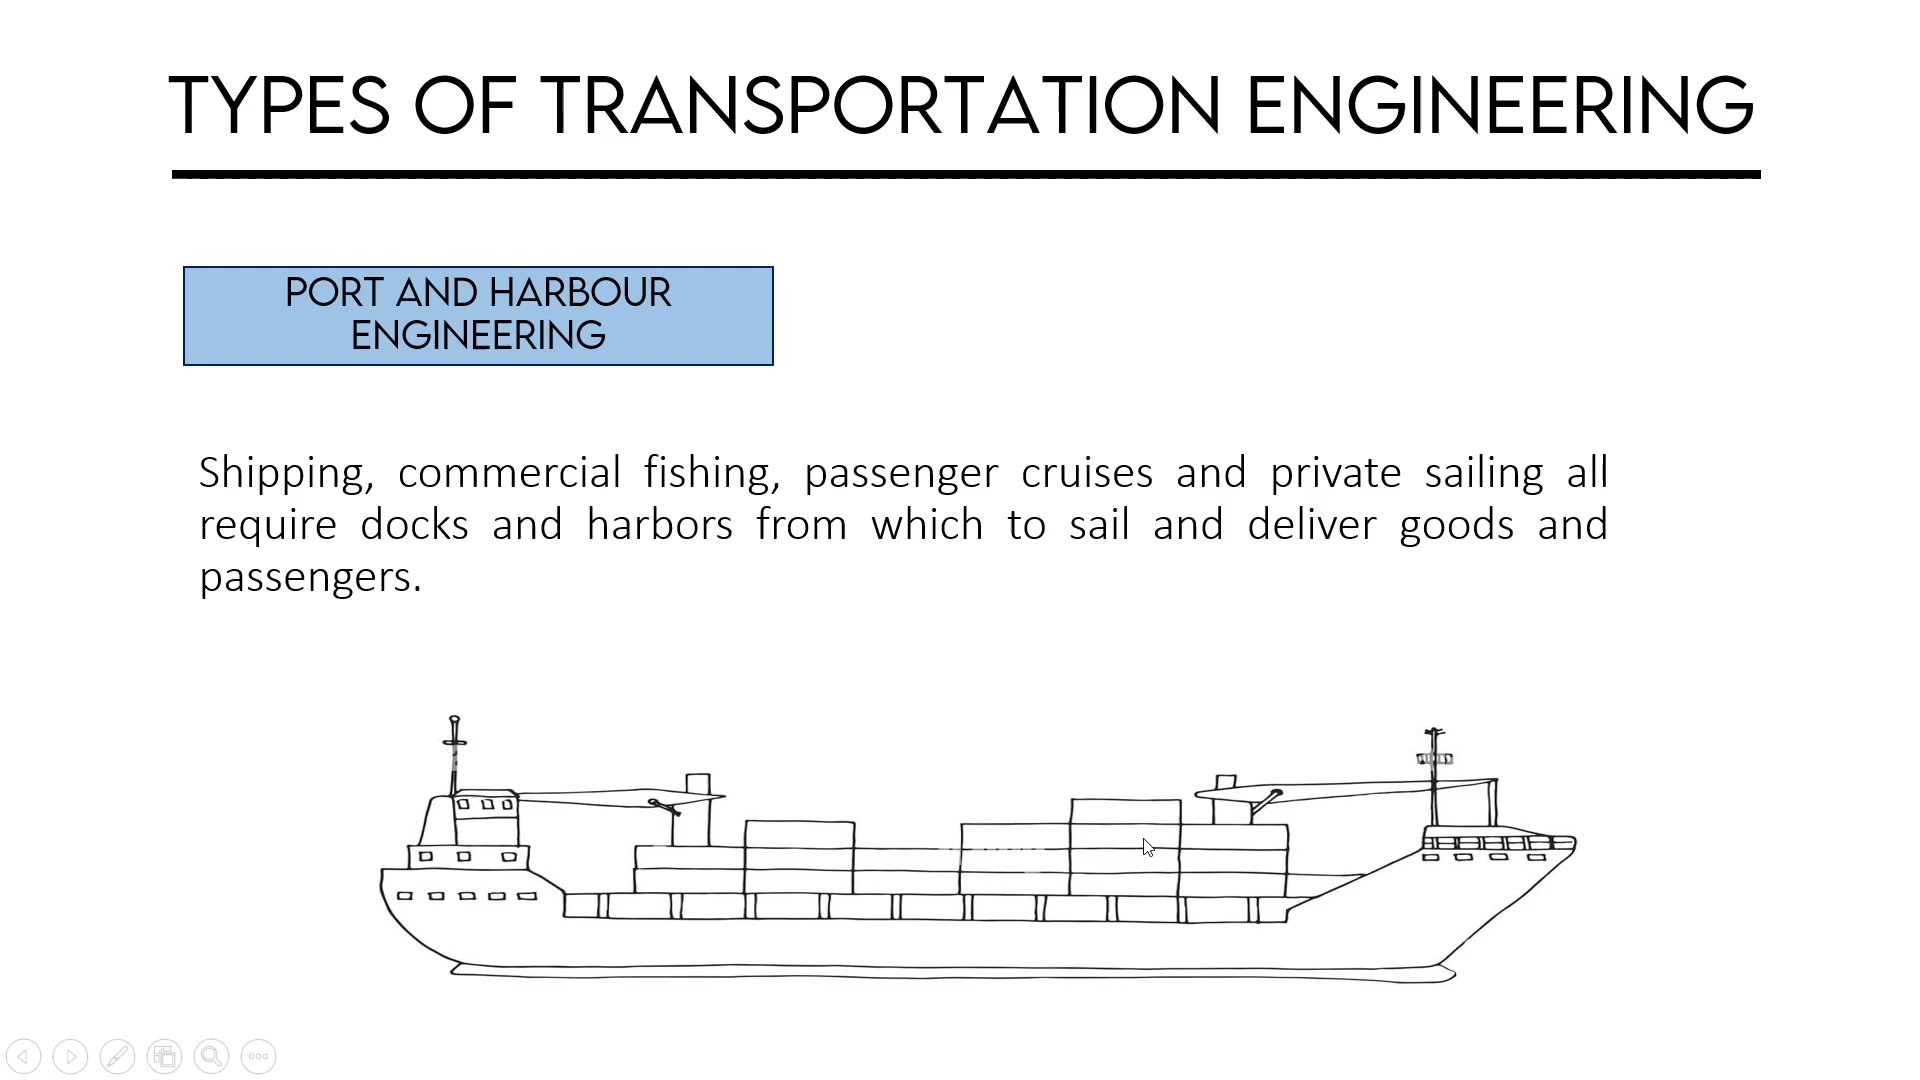 TYPES OF TRANSPORTATION ENGINEERING
PORT AND HARBOUR
ENGINEERING
Shipping, commercial fishing, passenger cruises and private sailing all
require docks and harbors from which to sail and deliver goods and
passengers.